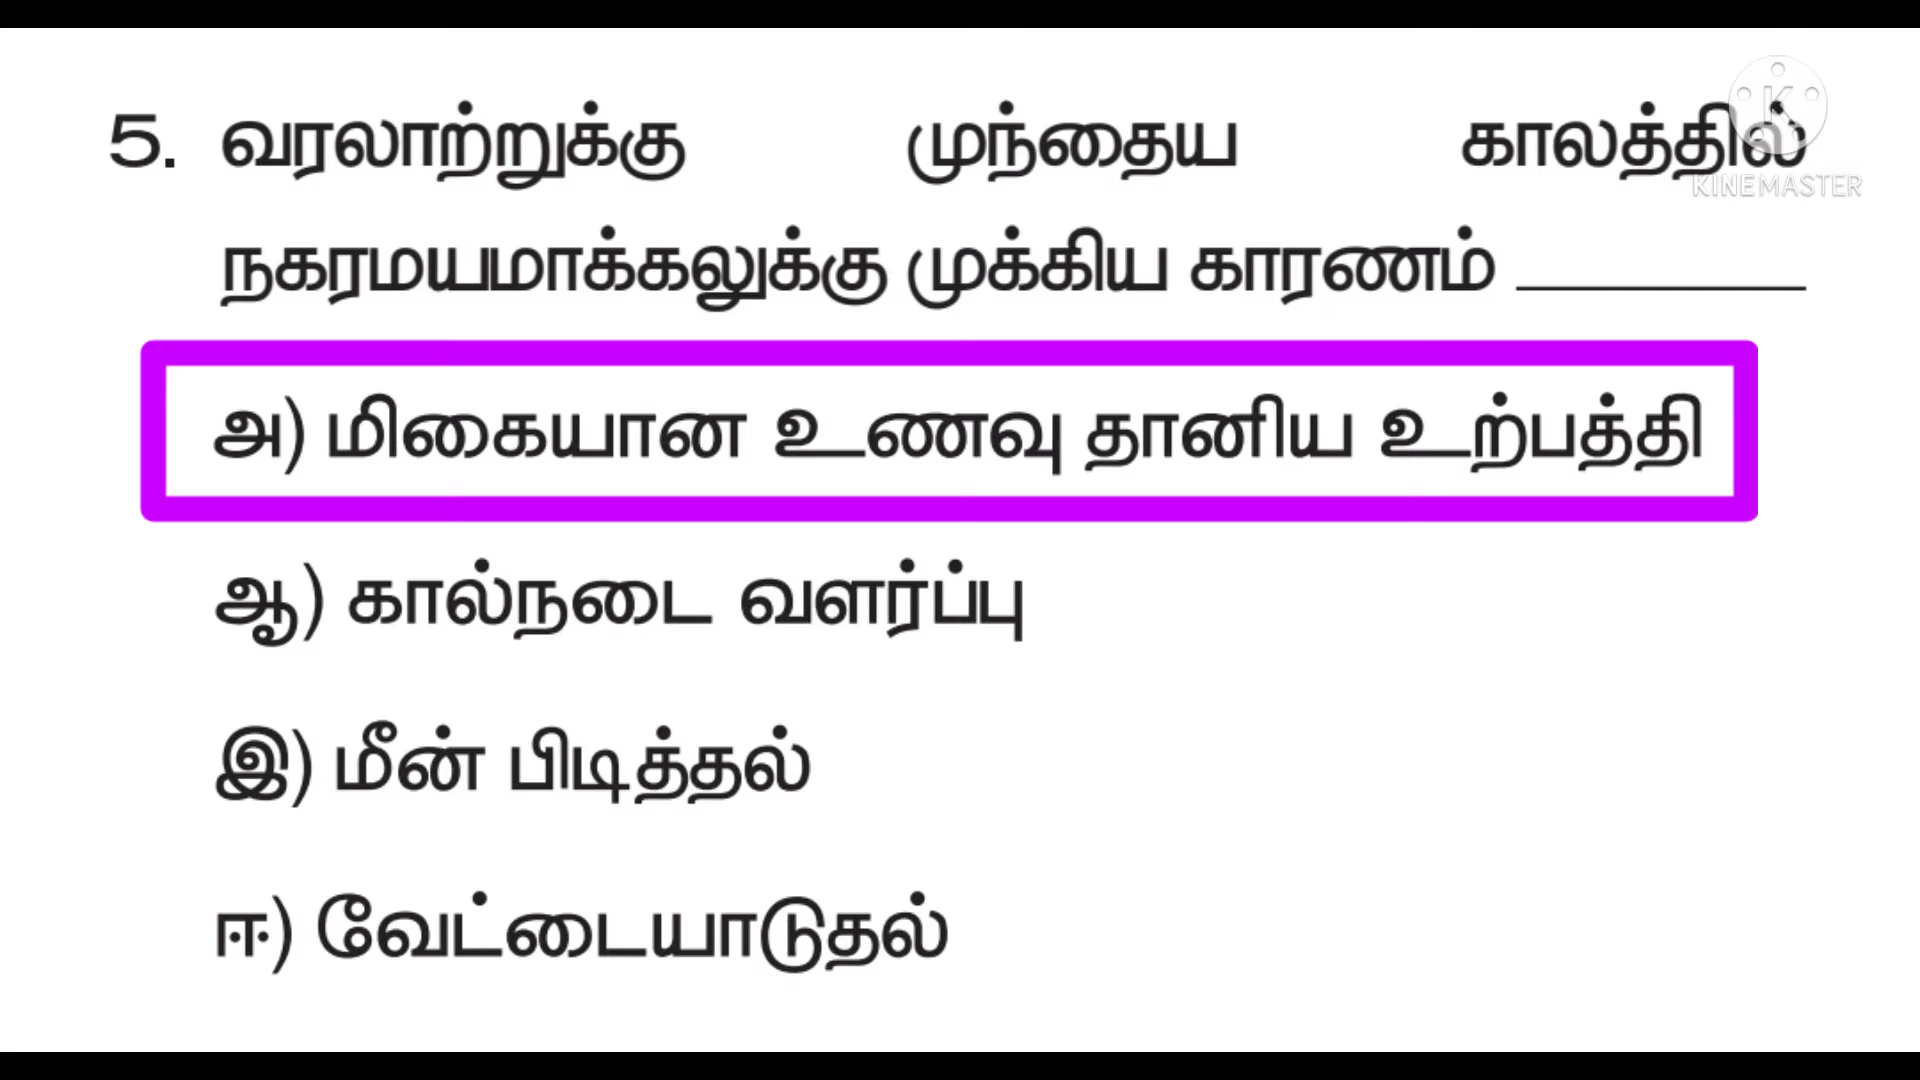 5. வரலாற்றுக்கு முந்தைய காலத்தில்
நகரமயமாக்கலுக்கு முக்கிய காரணம் ________
அ) மிகையான உணவு தானிய உற்பத்தி
ஆ) கால்நடை வளர்ப்பு
இ) மீன் பிடித்தல்
ஈ) வேட்டையாடுதல்
K
KINEMASTER